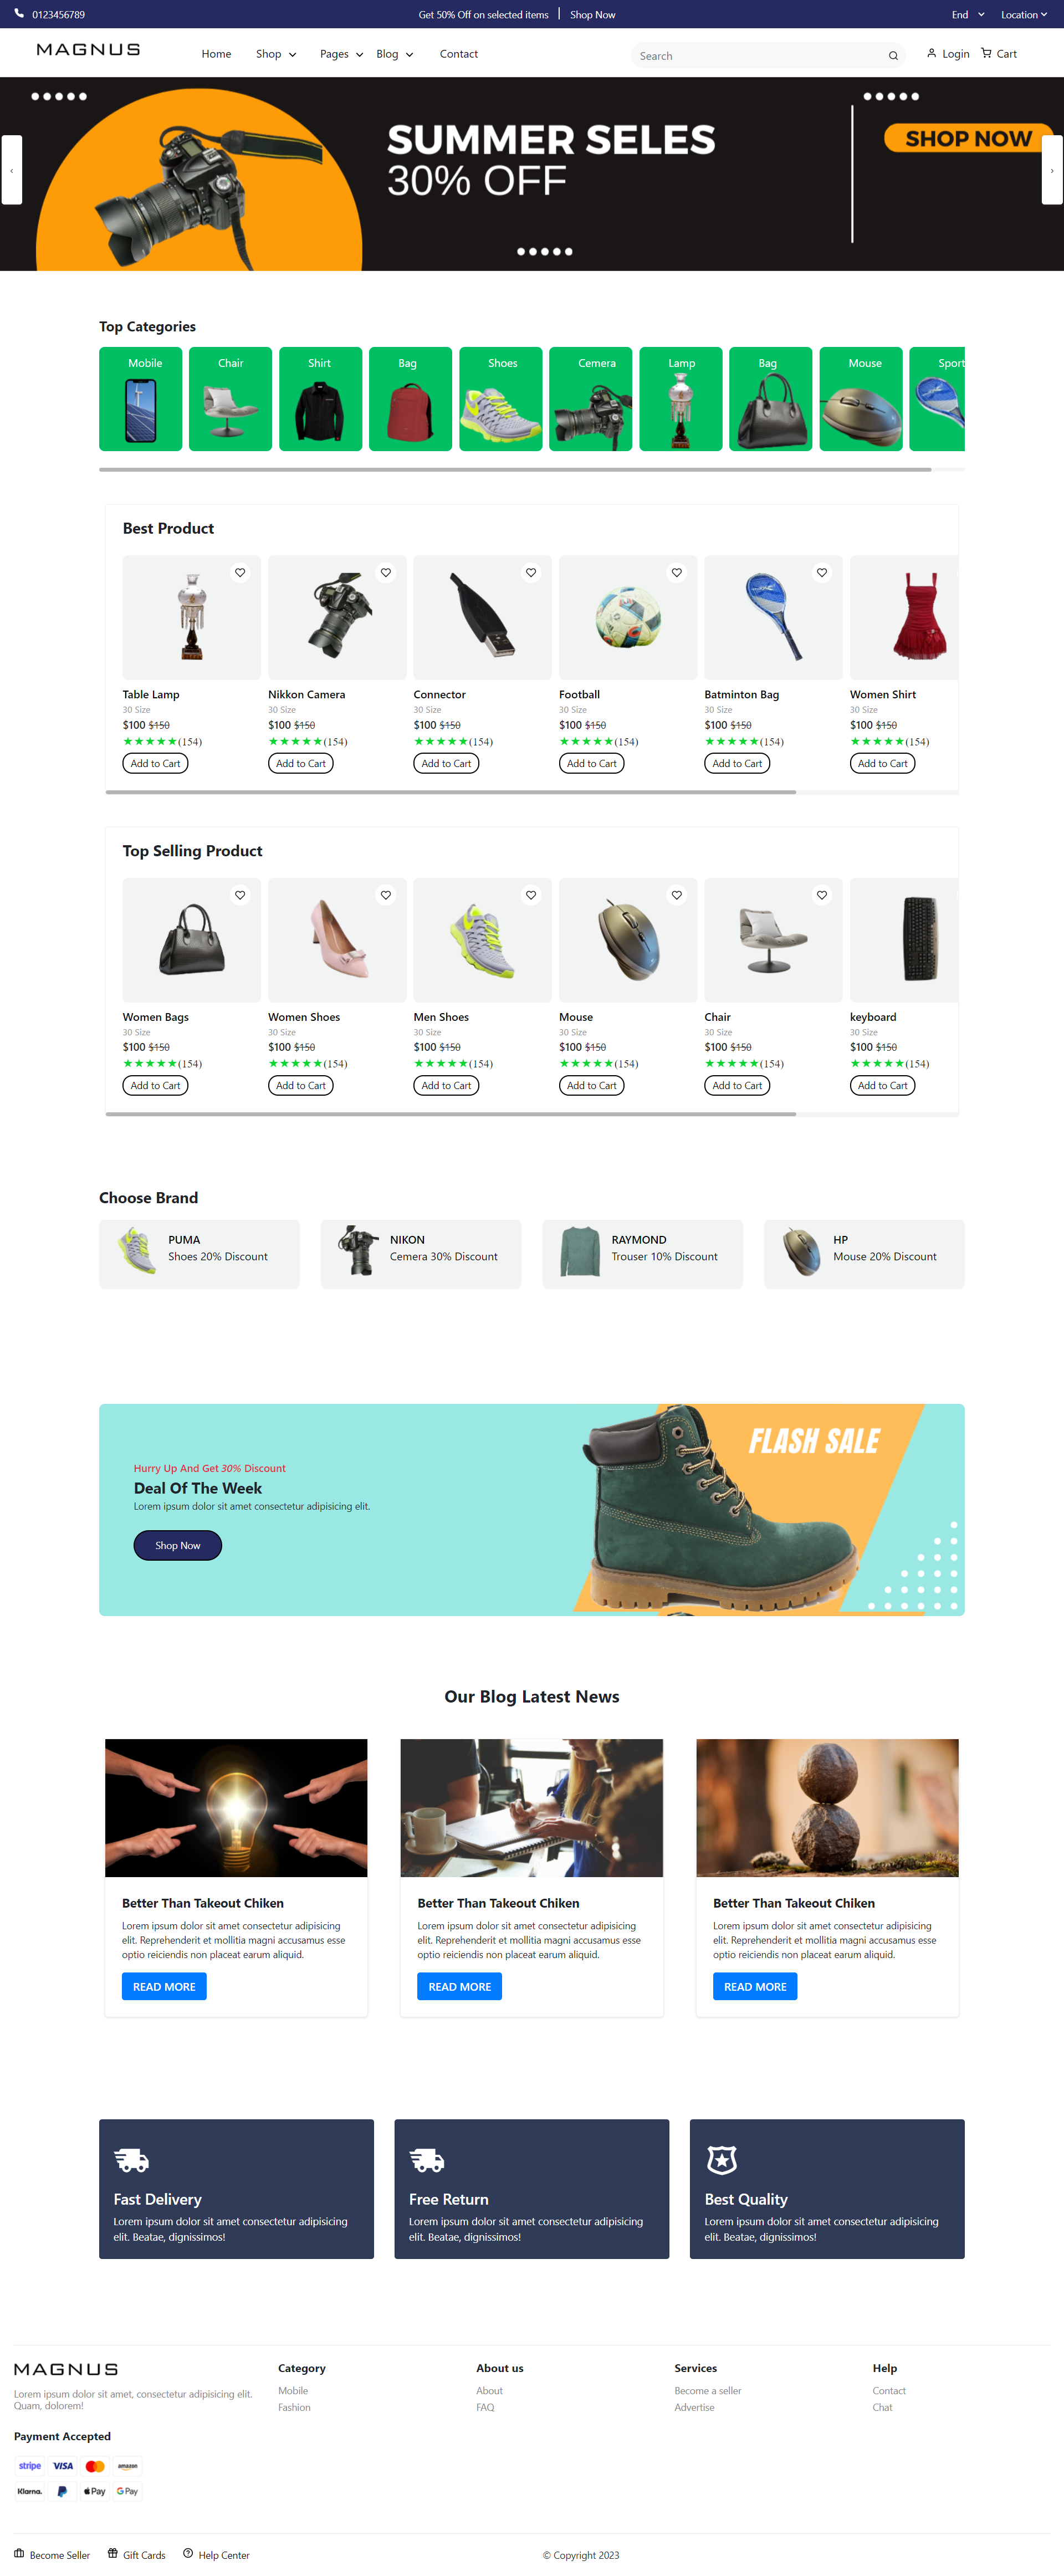 0123456789
Get 50% Off on selected items | Shop Now
End
Location
MAGNUS
Home
Shop
Pages
Blog
Contact
Search
Login
Cart
SUMMER SELES
30% OFF
SHOP NOW
Top Categories
Mobile
Chair
Shirt
Bag
Shoes
Cemera
Lamp
Bag
Mouse
Sport
Best Product
Table Lamp
30 Size
$100 $150
★★★★★(154)
Add to Cart
Nikkon Camera
30 Size
$100 $150
★★★★★(154)
Add to Cart
Connector
30 Size
$100 $150
★★★★★(154)
Add to Cart
Football
30 Size
$100 $150
★★★★★(154)
Add to Cart
Batminton Bag
30 Size
$100 $150
★★★★★(154)
Add to Cart
Women Shirt
30 Size
$100 $150
★★★★★(154)
Add to Cart
Top Selling Product
Women Bags
30 Size
$100 $150
★★★★★(154)
Add to Cart
Women Shoes
30 Size
$100 $150
★★★★★(154)
Add to Cart
Men Shoes
30 Size
$100 $150
★★★★★(154)
Add to Cart
Mouse
30 Size
$100 $150
★★★★★(154)
Add to Cart
Chair
30 Size
$100 $150
★★★★★(154)
Add to Cart
keyboard
30 Size
$100 $150
★★★★★(154)
Add to Cart
Choose Brand
PUMA
Shoes 20% Discount
NIKON
Cemera 30% Discount
RAYMOND
Trouser 10% Discount
HP
Mouse 20% Discount
Hurry Up And Get 30% Discount
Deal Of The Week
Lorem ipsum dolor sit amet consectetur adipisicing elit.
Shop Now
FLASH SALE
Our Blog Latest News
Better Than Takeout Chiken
Lorem ipsum dolor sit amet consectetur adipisicing
elit. Reprehenderit et mollitia magni accusamus esse
optio reiciendis non placeat earum aliquid.
READ MORE
Better Than Takeout Chiken
Lorem ipsum dolor sit amet consectetur adipisicing
elit. Reprehenderit et mollitia magni accusamus esse
optio reiciendis non placeat earum aliquid.
READ MORE
Better Than Takeout Chiken
Lorem ipsum dolor sit amet consectetur adipisicing
elit. Reprehenderit et mollitia magni accusamus esse
optio reiciendis non placeat earum aliquid.
READ MORE
Fast Delivery
Lorem ipsum dolor sit amet consectetur adipisicing
elit. Beatae, dignissimos!
Free Return
Lorem ipsum dolor sit amet consectetur adipisicing
elit. Beatae, dignissimos!
Best Quality
Lorem ipsum dolor sit amet consectetur adipisicing
elit. Beatae, dignissimos!
MAGNUS
Lorem ipsum dolor sit amet, consectetur adipisicing elit.
Quam, dolorem!
Payment Accepted
stripe
VISA
amazon
Klarna.
Pay
G Pay
Category
Mobile
Fashion
About us
About
FAQ
Services
Become a seller
Advertise
Help
Contact
Chat
Become Seller
Gift Cards
Help Center
© Copyright 2023